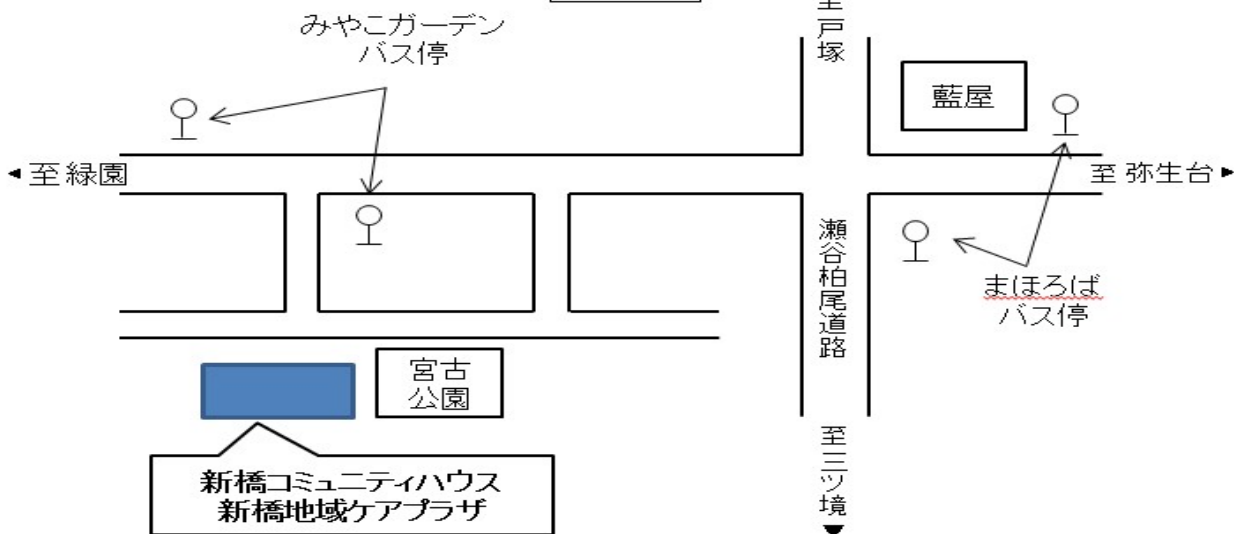 至戸塚
みやこガーデン
バス停
藍屋
◀至緑園
至 弥生台▶
瀬谷柏尾道路
まほろば
バス停
宮古
公園
新橋コミュニティハウス
新橋地域ケアプラザ
至三ツ境▼